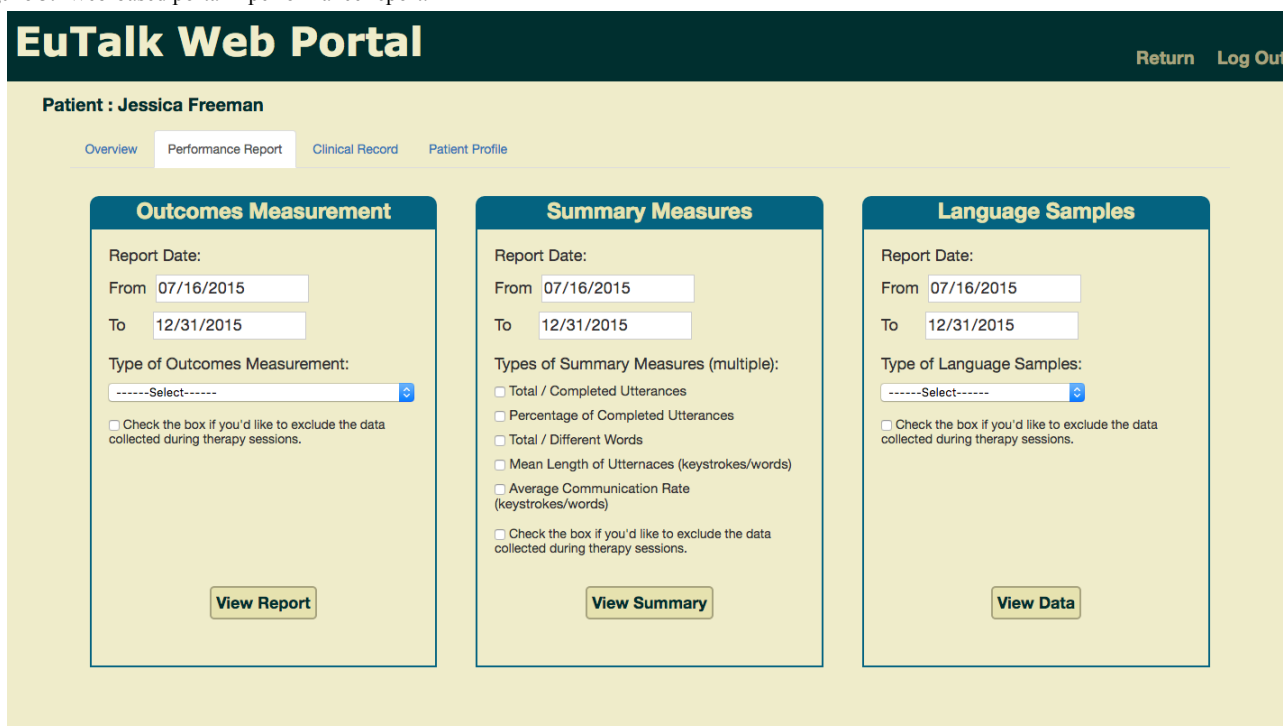 EuTalk Web Portal
Return Log Out
Patient : Jessica Freeman
Overview Performance Report Clinical Record Patient Profile
Outcomes Measurement
Report Date:
From 07/16/2015
To 12/31/2015
Type of Outcomes Measurement:
------Select------
Check the box if you'd like to exclude the data
collected during therapy sessions.
View Report
Summary Measures
Report Date:
From 07/16/2015
To 12/31/2015
Types of Summary Measures (multiple):
Total / Completed Utterances
Percentage of Completed Utterances
Total / Different Words
Mean Length of Utternaces (keystrokes/words)
Average Communication Rate
(keystrokes/words)
Check the box if you'd like to exclude the data
collected during therapy sessions.
View Summary
Language Samples
Report Date:
From 07/16/2015
To 12/31/2015
Type of Language Samples:
------Select------
Check the box if you'd like to exclude the data
collected during therapy sessions.
View Data